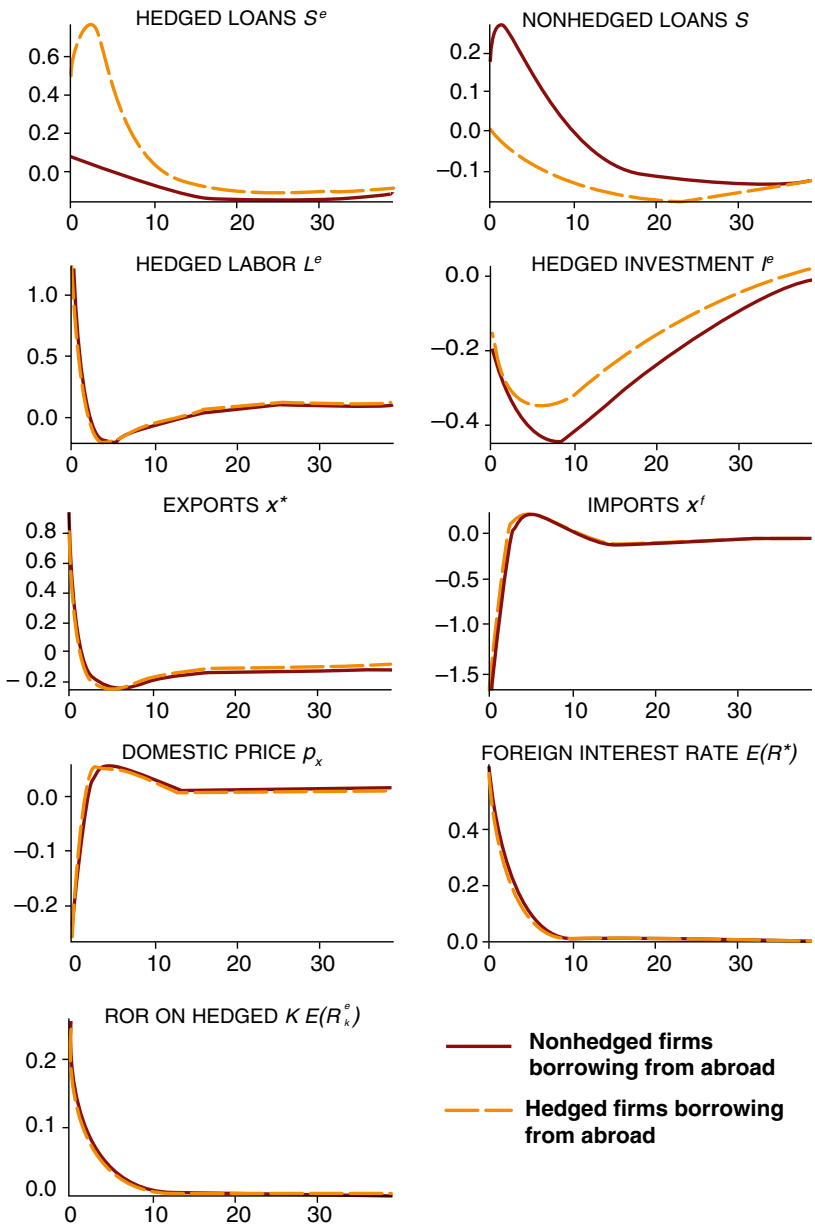 HEDGED LOANS Sᵉ
0.6
0.4
0.2
0.0
0 10 20 30
NONHEDGED LOANS S
0.2
0.1
0.0
−0.1
0 10 20 30
HEDGED LABOR Lᵉ
1.0
0.5
0.0
0 10 20 30
HEDGED INVESTMENT Iᵉ
0.0
−0.2
−0.4
0 10 20 30
EXPORTS x*
0.8
0.6
0.4
0.2
0
− 0.2
0 10 20 30
IMPORTS xᶠ
0.0
−0.5
−1.0
−1.5
0 10 20 30
DOMESTIC PRICE pₓ
0.0
−0.1
−0.2
0 10 20 30
FOREIGN INTEREST RATE E(R*)
0.4
0.2
0.0
0 10 20 30
ROR ON HEDGED K E(Rₖᵉ)
0.2
0.1
0.0
0 10 20 30
Nonhedged firms
borrowing from abroad
Hedged firms borrowing
from abroad